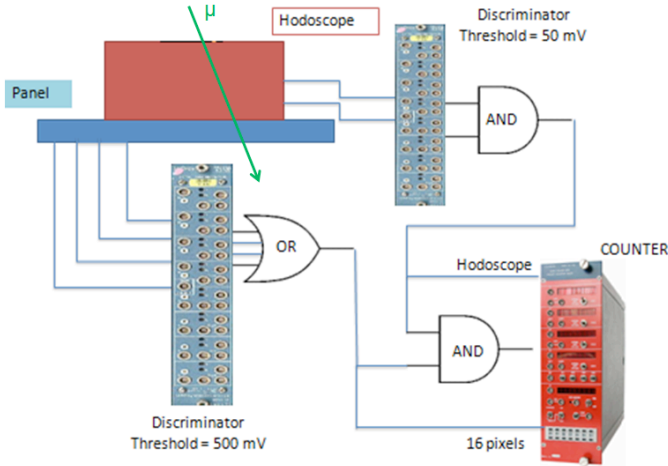 μ
Hodoscope
Discriminator
Threshold = 50 mV
Panel
AND
OR
COUNTER
Hodoscope
AND
Discriminator
Threshold = 500 mV
16 pixels